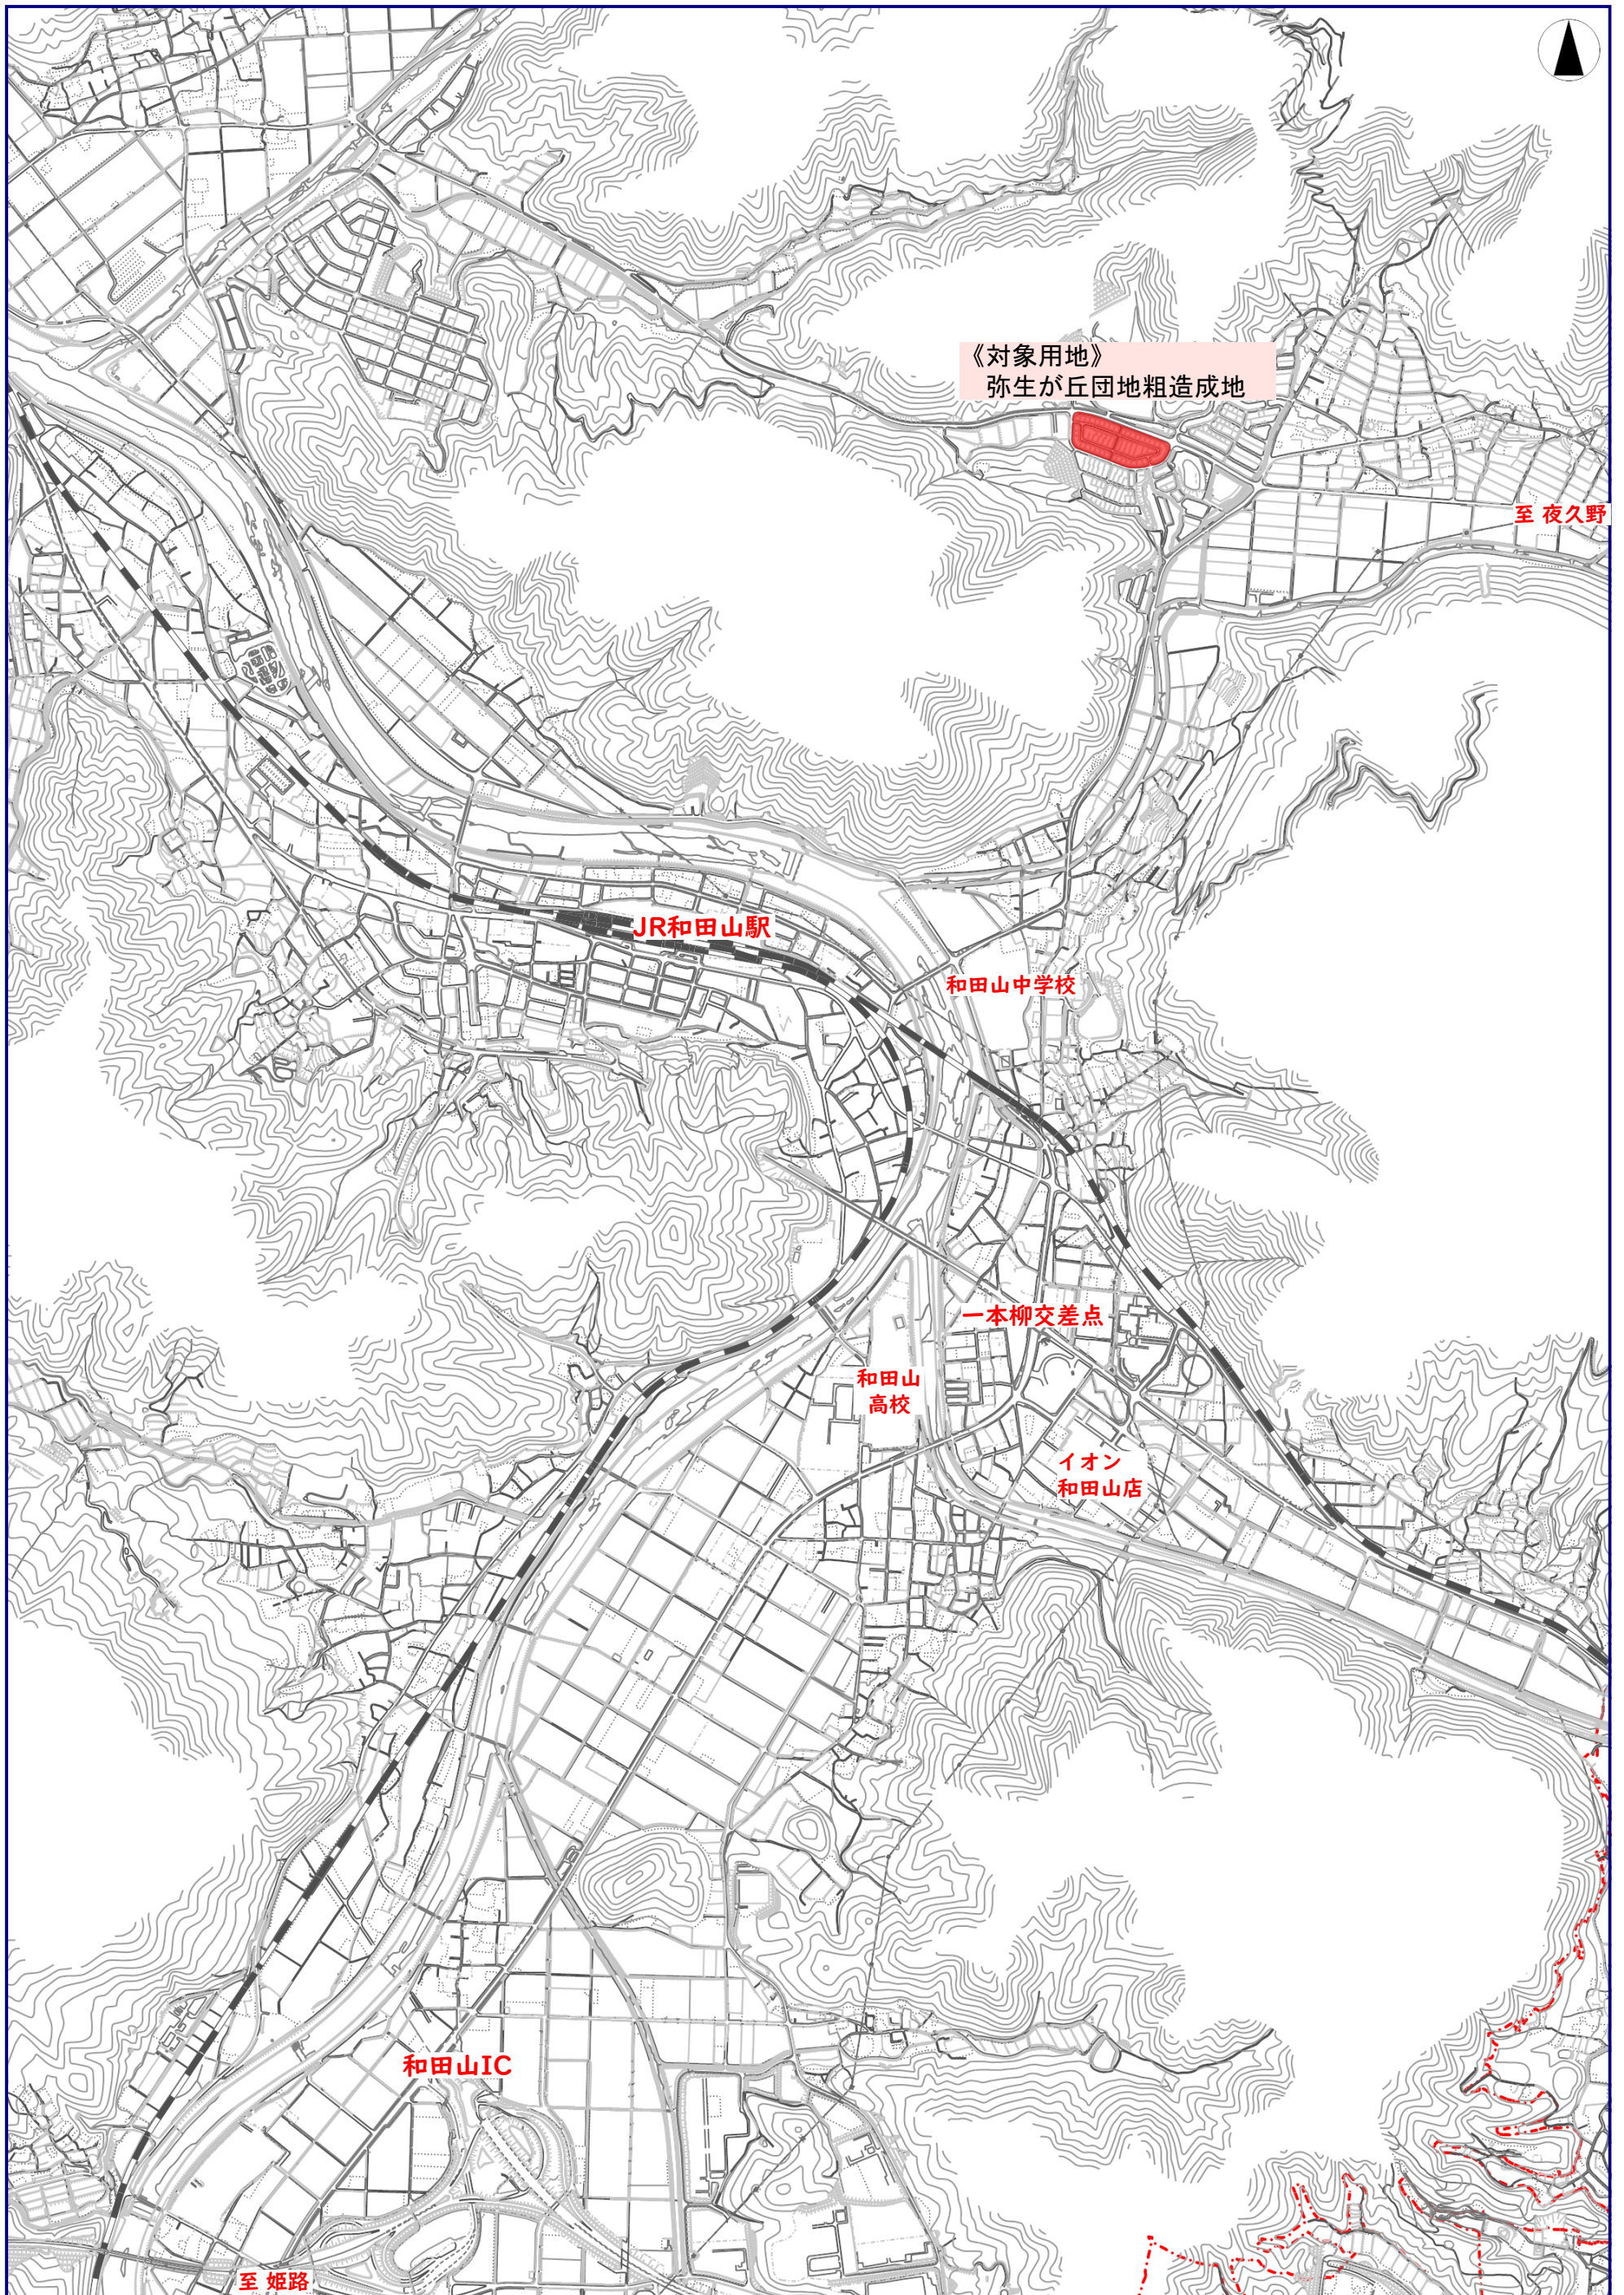 《対象用地》
弥生が丘団地粗造成地
至 夜久野
JR和田山駅
和田山中学校
一本柳交差点
和田山
高校
イオン
和田山店
和田山IC
至 姫路